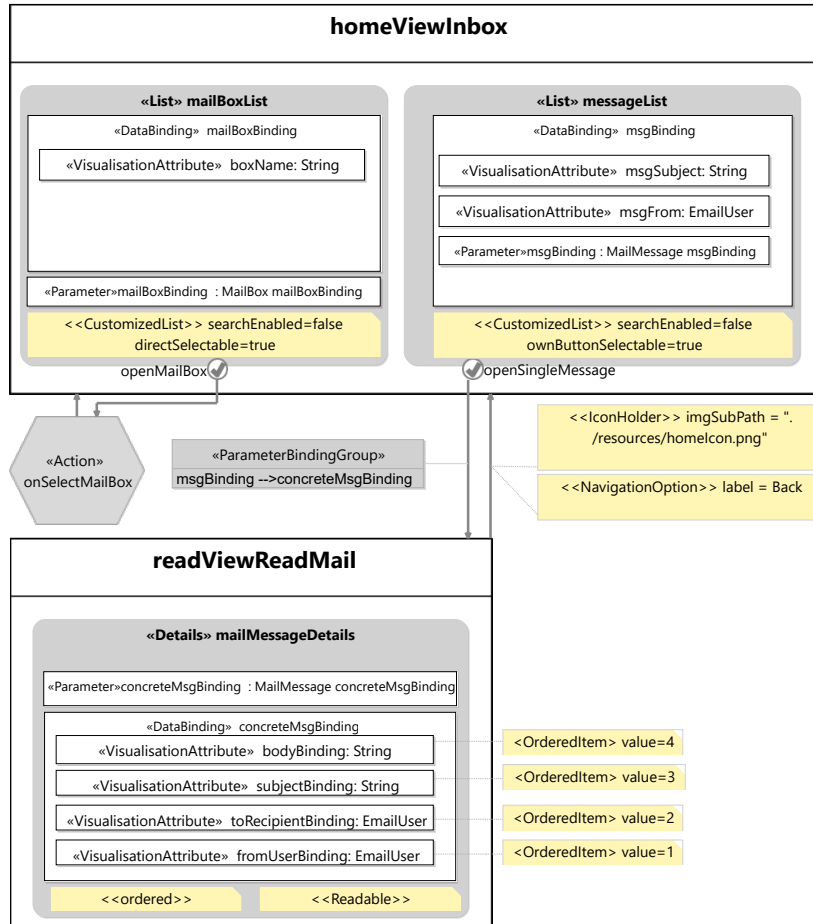 homeViewInbox
«List» mailBoxList
«DataBinding» mailBoxBinding
«VisualisationAttribute» boxName: String
«Parameter»mailBoxBinding : MailBox mailBoxBinding
<<CustomizedList>> searchEnabled=false
directSelectable=true
openMailBox
«List» messageList
«DataBinding» msgBinding
«VisualisationAttribute» msgSubject: String
«VisualisationAttribute» msgFrom: EmailUser
«Parameter»msgBinding : MailMessage msgBinding
<<CustomizedList>> searchEnabled=false
ownButtonSelectable=true
openSingleMessage
«Action»
onSelectMailBox
«ParameterBindingGroup»
msgBinding -->concreteMsgBinding
<<IconHolder>> imgSubPath = ".
/resources/homeIcon.png"
<<NavigationOption>> label = Back
readViewReadMail
«Details» mailMessageDetails
«Parameter»concreteMsgBinding : MailMessage concreteMsgBinding
«DataBinding» concreteMsgBinding
«VisualisationAttribute» bodyBinding: String
<OrderedItem> value=4
«VisualisationAttribute» subjectBinding: String
<OrderedItem> value=3
«VisualisationAttribute» toRecipientBinding: EmailUser
<OrderedItem> value=2
«VisualisationAttribute» fromUserBinding: EmailUser
<OrderedItem> value=1
<<ordered>>
<<Readable>>